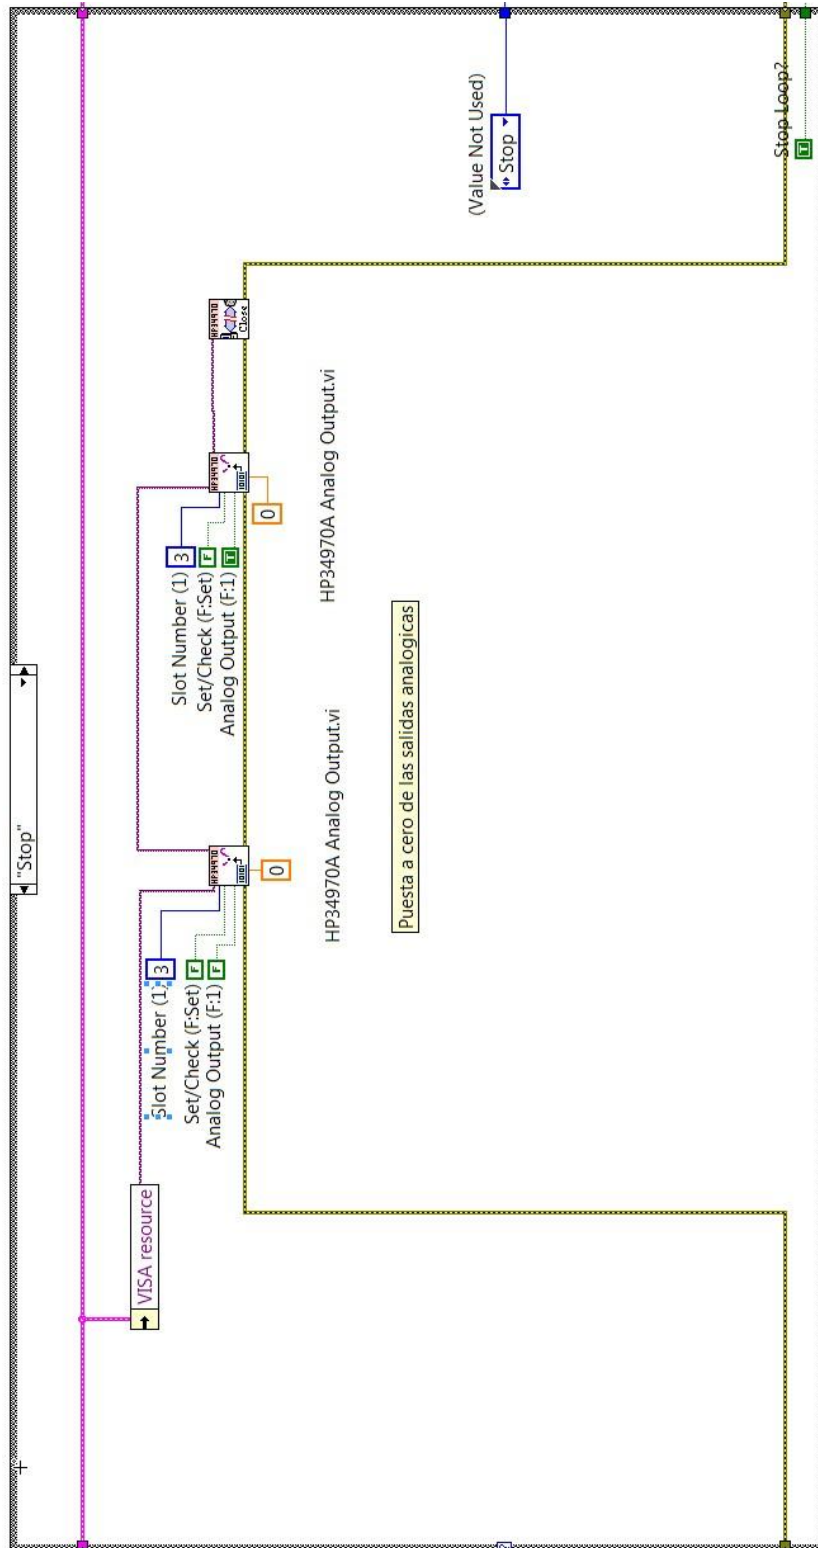 "Stop"
VISA resource
Slot Number (1)
3
Set/Check (F:Set)
F
Analog Output (F:1)
F
HP34970
0
HP34970A Analog Output.vi
Slot Number (1)
3
Set/Check (F:Set)
F
Analog Output (F:1)
T
HP34970
0
HP34970A Analog Output.vi
HP34970
Close
Puesta a cero de las salidas analogicas
(Value Not Used)
Stop
Stop Loop?
T